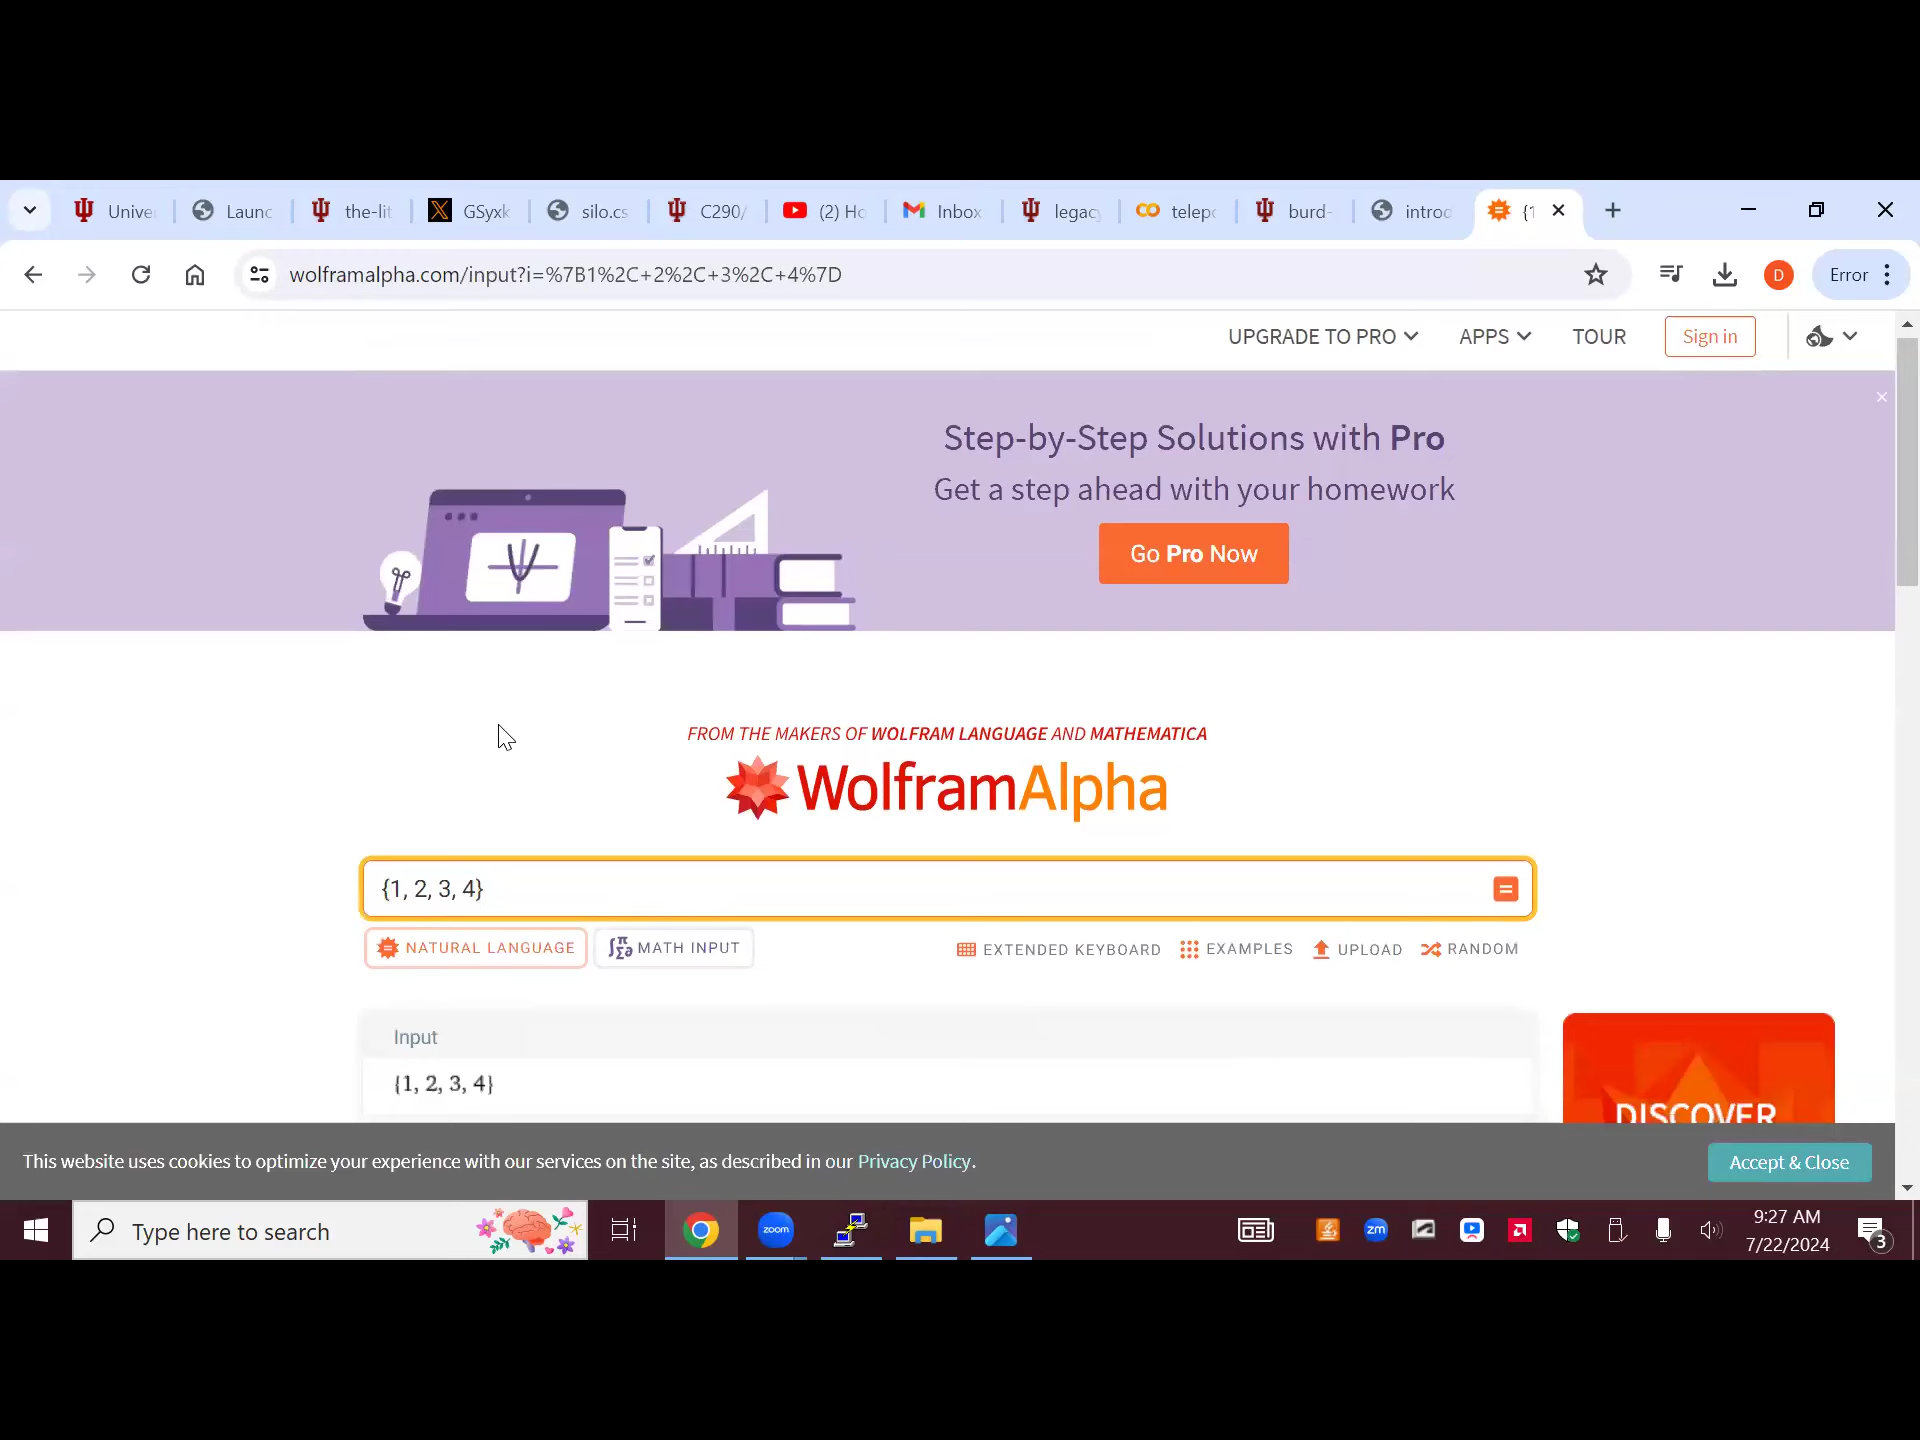 Unive
Launc
the-lit
GSyxk
silo.cs.
C290/
(2) Ho
Inbox
legacy
telepo
burd-
introd
{1
wolframalpha.com/input?i=%7B1%2C+2%2C+3%2C+4%7D
D
Error
UPGRADE TO PRO
APPS
TOUR
Sign in
Step-by-Step Solutions with Pro
Get a step ahead with your homework
Go Pro Now
FROM THE MAKERS OF WOLFRAM LANGUAGE AND MATHEMATICA
WolframAlpha
{1, 2, 3, 4}
NATURAL LANGUAGE
MATH INPUT
EXTENDED KEYBOARD
EXAMPLES
UPLOAD
RANDOM
Input
{1, 2, 3, 4}
DISCOVER
This website uses cookies to optimize your experience with our services on the site, as described in our Privacy Policy.
Accept & Close
Type here to search
zoom
zm
9:27 AM
7/22/2024
3